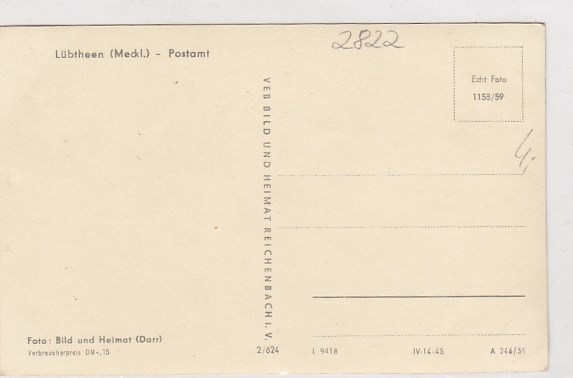 2822
Lübtheen (Meckl.) – Postamt
Echt Foto
1158/59
4,
VEB BILD UND HEIMAT REICHENBACH i. V.
Foto: Bild und Heimat (Darr)
Verbraucherpreis DM -,15
2/624
I 9418
IV-14-45
A 246/59